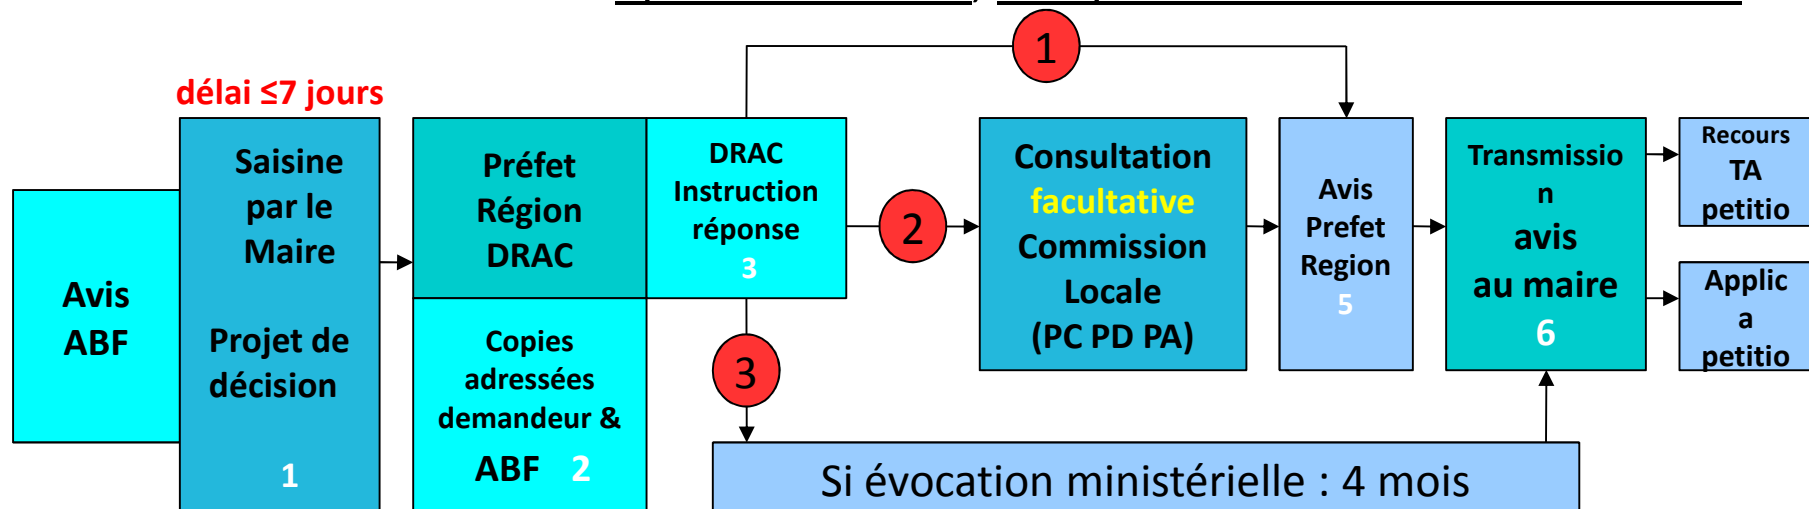 délai ≤7 jours
Avis
ABF
Saisine
par le
Maire
Projet de
décision
1
Préfet
Région
DRAC
Copies
adressées
demandeur &
ABF 2
DRAC
Instruction
réponse
3
1
2
3
Consultation
facultative
Commission
Locale
(PC PD PA)
Avis
Prefet
Region
5
Transmissio
n
avis
au maire
6
Recours
TA
petitio
Applic
a
petitio
Si évocation ministérielle : 4 mois